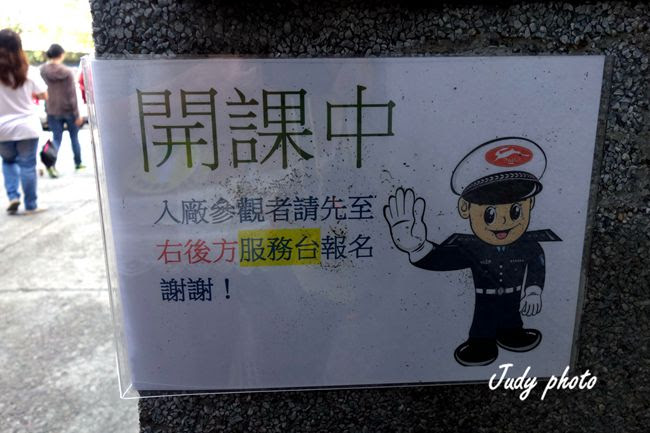 開課中
入廠參觀者請先至
右後方服務台報名
謝謝！
Judy photo